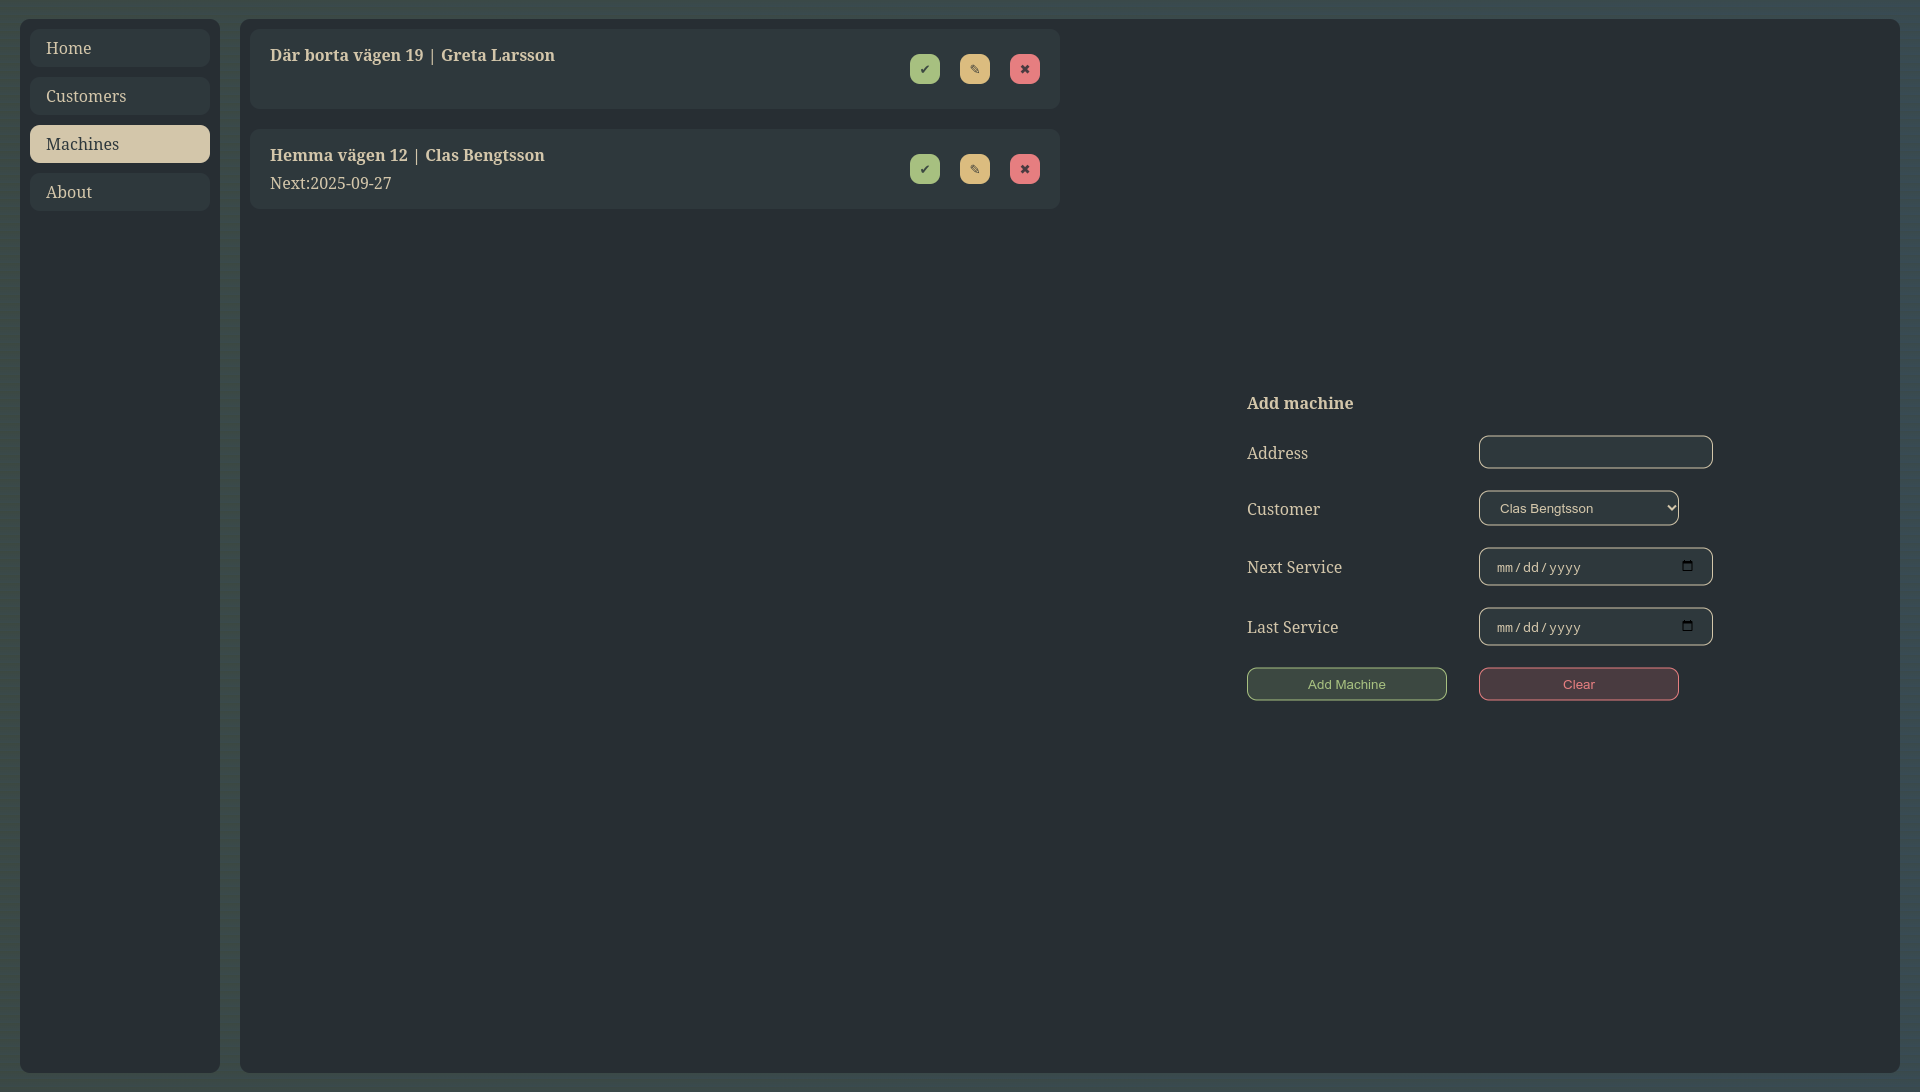 Home
Customers
Machines
About
Där borta vägen 19 | Greta Larsson
✔ ✎ ✖
Hemma vägen 12 | Clas Bengtsson
Next:2025-09-27
✔ ✎ ✖
Add machine
Address
Customer Clas Bengtsson
Next Service mm/dd/yyyy
Last Service mm/dd/yyyy
Add Machine Clear